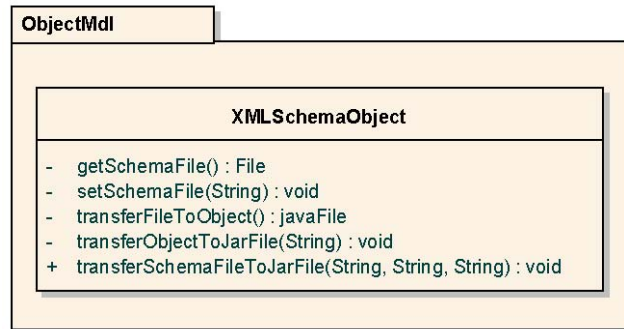 ObjectMdl
XMLSchemaObject
- getSchemaFile() : File
- setSchemaFile(String) : void
- transferFileToObject() : javaFile
- transferObjectToJarFile(String) : void
+ transferSchemaFileToJarFile(String, String, String) : void